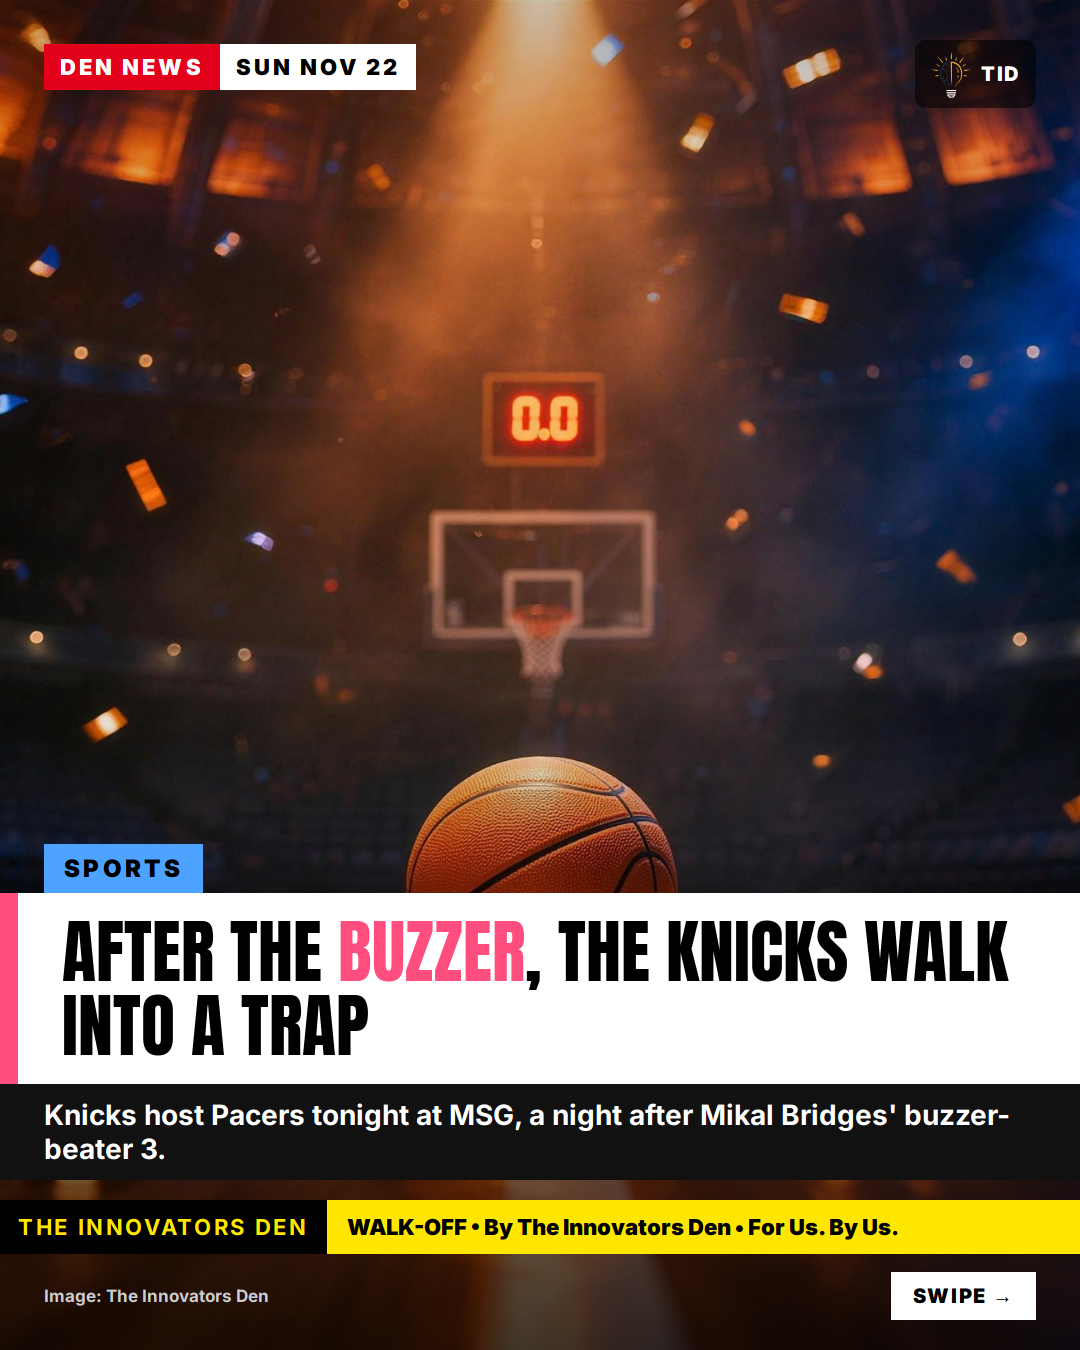 DEN NEWS SUN NOV 22
TID
0.0
SPORTS
AFTER THE BUZZER, THE KNICKS WALK
INTO A TRAP
Knicks host Pacers tonight at MSG, a night after Mikal Bridges' buzzer-
beater 3.
THE INNOVATORS DEN WALK-OFF • By The Innovators Den • For Us. By Us.
Image: The Innovators Den
SWIPE →